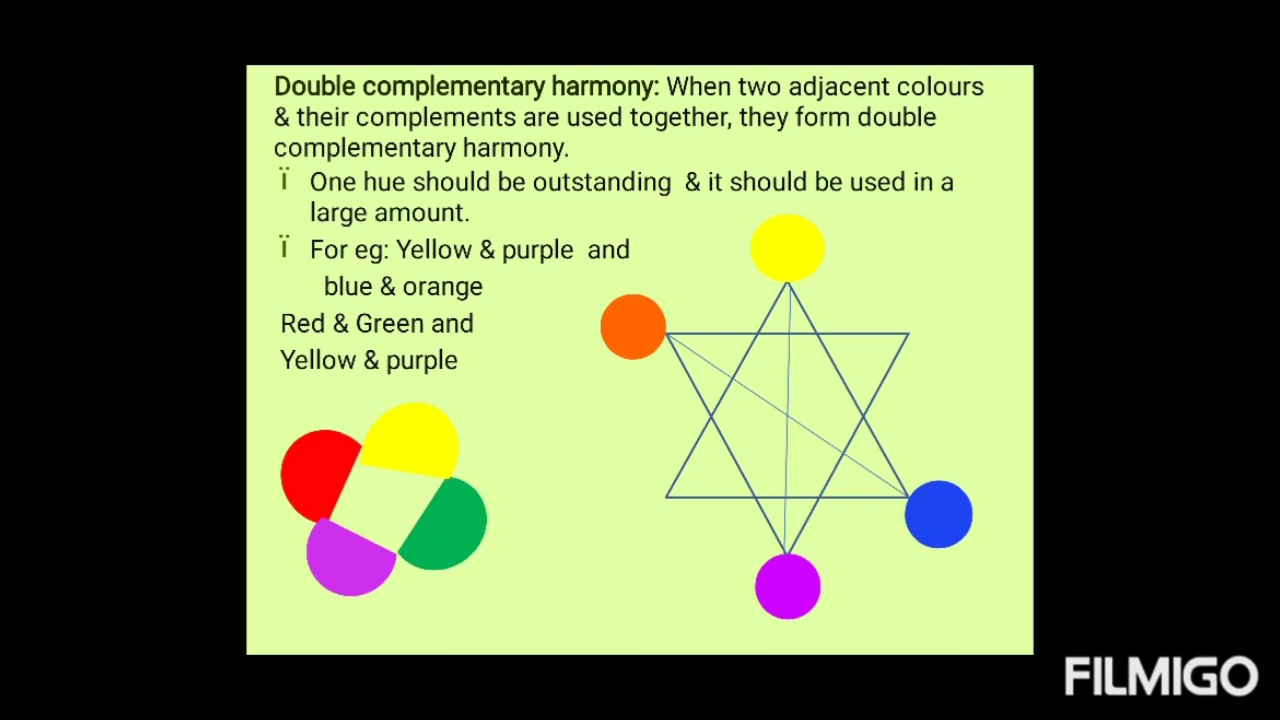 Double complementary harmony: When two adjacent colours
& their complements are used together, they form double
complementary harmony.
ï One hue should be outstanding & it should be used in a
large amount.
ï For eg: Yellow & purple and
blue & orange
Red & Green and
Yellow & purple
FILMIGO